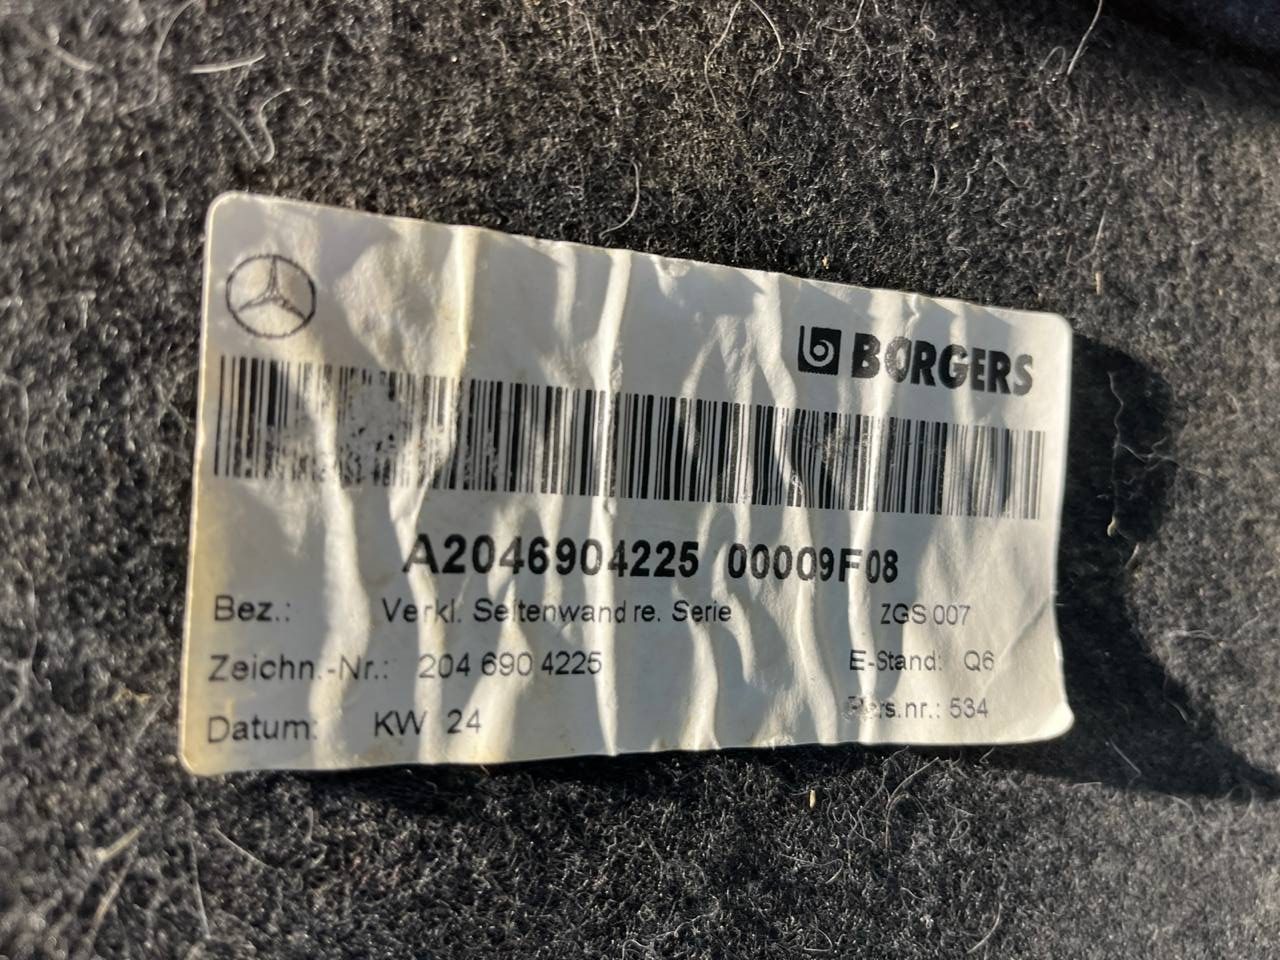 BORGERS
A2046904225 00009F08
Bez.: Verkl. Seitenwand re. Serie ZGS 007
Zeichn.-Nr.: 204 690 4225 E-Stand: Q6
Datum: KW 24 Pers.nr.: 534